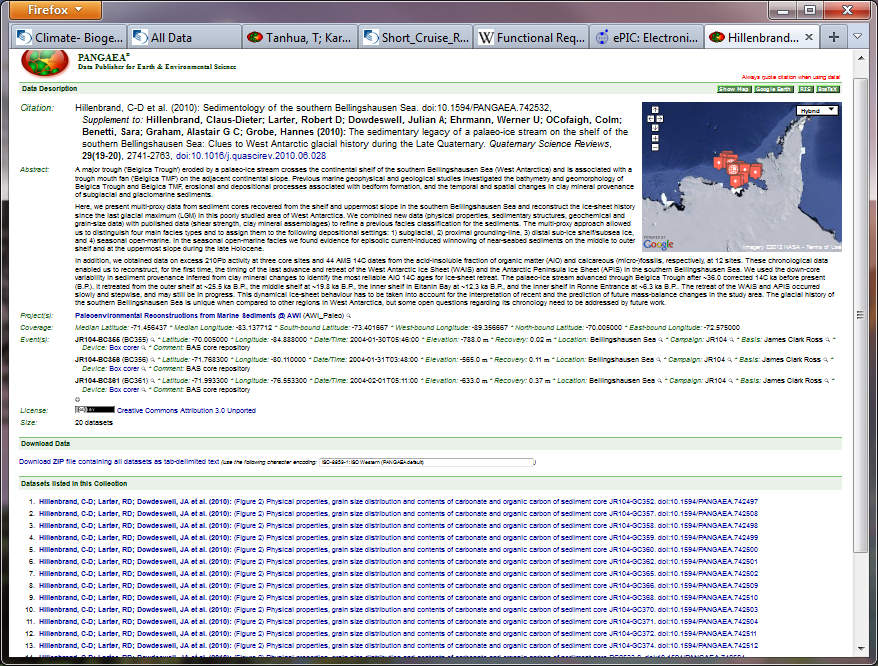 Firefox
Climate- Bioge...
All Data
Tanhua, T; Kar...
Short_Cruise_R...
Functional Req...
ePIC: Electroni...
Hillenbrand...
PANGAEA®
Data Publisher for Earth & Environmental Science
Always quote citation when using data!
Data Description
Show Map Google Earth RIS BibTeX
Citation: Hillenbrand, C-D et al. (2010): Sedimentology of the southern Bellingshausen Sea. doi:10.1594/PANGAEA.742532,
Supplement to: Hillenbrand, Claus-Dieter; Larter, Robert D; Dowdeswell, Julian A; Ehrmann, Werner U; OCofaigh, Colm;
Benetti, Sara; Graham, Alastair G C; Grobe, Hannes (2010): The sedimentary legacy of a palaeo-ice stream on the shelf of the
southern Bellingshausen Sea: Clues to West Antarctic glacial history during the Late Quaternary. Quaternary Science Reviews,
29(19-20), 2741-2763, doi:10.1016/j.quascirev.2010.06.028
Hybrid
POWERED BY
Google
Imagery ©2012 NASA - Terms of Use
Abstract: A major trough ('Belgica Trough') eroded by a palaeo-ice stream crosses the continental shelf of the southern Bellingshausen Sea (West Antarctica) and is associated with a
trough mouth fan ('Belgica TMF') on the adjacent continental slope. Previous marine geophysical and geological studies investigated the bathymetry and geomorphology of
Belgica Trough and Belgica TMF, erosional and depositional processes associated with bedform formation, and the temporal and spatial changes in clay mineral provenance
of subglacial and glaciomarine sediments.
Here, we present multi-proxy data from sediment cores recovered from the shelf and uppermost slope in the southern Bellingshausen Sea and reconstruct the ice-sheet history
since the last glacial maximum (LGM) in this poorly studied area of West Antarctica. We combined new data (physical properties, sedimentary structures, geochemical and
grain-size data) with published data (shear strength, clay mineral assemblages) to refine a previous facies classification for the sediments. The multi-proxy approach allowed
us to distinguish four main facies types and to assign them to the following depositional settings: 1) subglacial, 2) proximal grounding-line, 3) distal sub-ice shelf/subsea ice,
and 4) seasonal open-marine. In the seasonal open-marine facies we found evidence for episodic current-induced winnowing of near-seabed sediments on the middle to outer
shelf and at the uppermost slope during the late Holocene.
In addition, we obtained data on excess 210Pb activity at three core sites and 44 AMS 14C dates from the acid-insoluble fraction of organic matter (AIO) and calcareous (micro-)fossils, respectively, at 12 sites. These chronological data
enabled us to reconstruct, for the first time, the timing of the last advance and retreat of the West Antarctic Ice Sheet (WAIS) and the Antarctic Peninsula Ice Sheet (APIS) in the southern Bellingshausen Sea. We used the down-core
variability in sediment provenance inferred from clay mineral changes to identify the most reliable AIO 14C ages for ice-sheet retreat. The palaeo-ice stream advanced through Belgica Trough after ~36.0 corrected 14C ka before present
(B.P.). It retreated from the outer shelf at ~25.5 ka B.P., the middle shelf at ~19.8 ka B.P., the inner shelf in Eltanin Bay at ~12.3 ka B.P., and the inner shelf in Ronne Entrance at ~6.3 ka B.P. The retreat of the WAIS and APIS occurred
slowly and stepwise, and may still be in progress. This dynamical ice-sheet behaviour has to be taken into account for the interpretation of recent and the prediction of future mass-balance changes in the study area. The glacial history of
the southern Bellingshausen Sea is unique when compared to other regions in West Antarctica, but some open questions regarding its chronology need to be addressed by future work.
Project(s): Paleoenvironmental Reconstructions from Marine Sediments @ AWI (AWI_Paleo)
Coverage: Median Latitude: -71.456437 * Median Longitude: -83.137712 * South-bound Latitude: -73.401667 * West-bound Longitude: -89.356667 * North-bound Latitude: -70.005000 * East-bound Longitude: -72.575000
Event(s): JR104-BC355 (BC355) * Latitude: -70.005000 * Longitude: -84.888000 * Date/Time: 2004-01-30T05:46:00 * Elevation: -788.0 m * Recovery: 0.02 m * Location: Bellingshausen Sea * Campaign: JR104 * Basis: James Clark Ross *
Device: Box corer * Comment: BAS core repository
JR104-BC356 (BC356) * Latitude: -71.768300 * Longitude: -80.110000 * Date/Time: 2004-01-31T03:48:00 * Elevation: -565.0 m * Recovery: 0.11 m * Location: Bellingshausen Sea * Campaign: JR104 * Basis: James Clark Ross *
Device: Box corer * Comment: BAS core repository
JR104-BC361 (BC361) * Latitude: -71.993300 * Longitude: -76.553300 * Date/Time: 2004-02-01T05:11:00 * Elevation: -633.0 m * Recovery: 0.37 m * Location: Bellingshausen Sea * Campaign: JR104 * Basis: James Clark Ross *
Device: Box corer * Comment: BAS core repository
License: Creative Commons Attribution 3.0 Unported
Size: 20 datasets
Download Data
Download ZIP file containing all datasets as tab-delimited text (use the following character encoding: ISO-8859-1: ISO Western (PANGAEA default) )
Datasets listed in this Collection
1. Hillenbrand, C-D; Larter, RD; Dowdeswell, JA et al. (2010): (Figure 2) Physical properties, grain size distribution and contents of carbonate and organic carbon of sediment core JR104-GC352. doi:10.1594/PANGAEA.742497
2. Hillenbrand, C-D; Larter, RD; Dowdeswell, JA et al. (2010): (Figure 2) Physical properties, grain size distribution and contents of carbonate and organic carbon of sediment core JR104-GC357. doi:10.1594/PANGAEA.742508
3. Hillenbrand, C-D; Larter, RD; Dowdeswell, JA et al. (2010): (Figure 2) Physical properties, grain size distribution and contents of carbonate and organic carbon of sediment core JR104-GC358. doi:10.1594/PANGAEA.742498
4. Hillenbrand, C-D; Larter, RD; Dowdeswell, JA et al. (2010): (Figure 2) Physical properties, grain size distribution and contents of carbonate and organic carbon of sediment core JR104-GC359. doi:10.1594/PANGAEA.742499
5. Hillenbrand, C-D; Larter, RD; Dowdeswell, JA et al. (2010): (Figure 2) Physical properties, grain size distribution and contents of carbonate and organic carbon of sediment core JR104-GC360. doi:10.1594/PANGAEA.742500
6. Hillenbrand, C-D; Larter, RD; Dowdeswell, JA et al. (2010): (Figure 2) Physical properties, grain size distribution and contents of carbonate and organic carbon of sediment core JR104-GC362. doi:10.1594/PANGAEA.742501
7. Hillenbrand, C-D; Larter, RD; Dowdeswell, JA et al. (2010): (Figure 2) Physical properties, grain size distribution and contents of carbonate and organic carbon of sediment core JR104-GC365. doi:10.1594/PANGAEA.742502
8. Hillenbrand, C-D; Larter, RD; Dowdeswell, JA et al. (2010): (Figure 2) Physical properties, grain size distribution and contents of carbonate and organic carbon of sediment core JR104-GC366. doi:10.1594/PANGAEA.742509
9. Hillenbrand, C-D; Larter, RD; Dowdeswell, JA et al. (2010): (Figure 2) Physical properties, grain size distribution and contents of carbonate and organic carbon of sediment core JR104-GC368. doi:10.1594/PANGAEA.742510
10. Hillenbrand, C-D; Larter, RD; Dowdeswell, JA et al. (2010): (Figure 2) Physical properties, grain size distribution and contents of carbonate and organic carbon of sediment core JR104-GC370. doi:10.1594/PANGAEA.742503
11. Hillenbrand, C-D; Larter, RD; Dowdeswell, JA et al. (2010): (Figure 2) Physical properties, grain size distribution and contents of carbonate and organic carbon of sediment core JR104-GC371. doi:10.1594/PANGAEA.742504
12. Hillenbrand, C-D; Larter, RD; Dowdeswell, JA et al. (2010): (Figure 2) Physical properties, grain size distribution and contents of carbonate and organic carbon of sediment core JR104-GC372. doi:10.1594/PANGAEA.742511
13. Hillenbrand, C-D; Larter, RD; Dowdeswell, JA et al. (2010): (Figure 2) Physical properties, grain size distribution and contents of carbonate and organic carbon of sediment core JR104-GC374. doi:10.1594/PANGAEA.742512